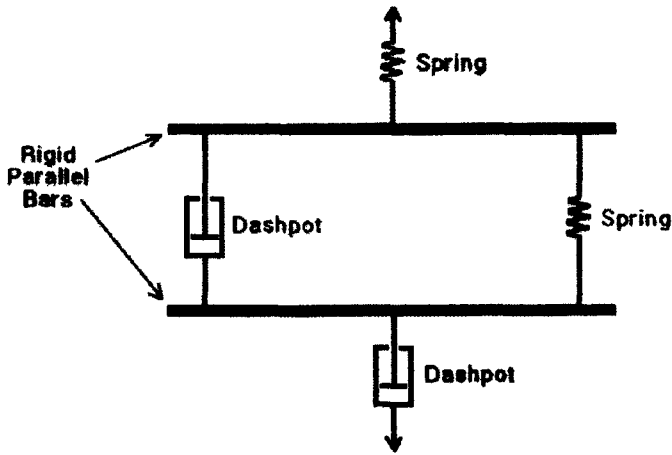 Spring
Rigid
Parallel
Bars
Dashpot
Spring
Dashpot